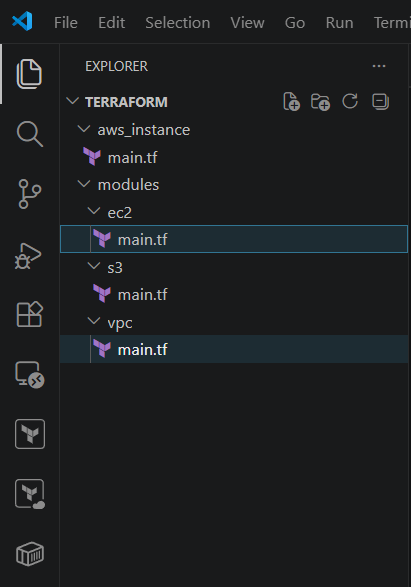 File Edit Selection View Go Run Termi
EXPLORER
TERRAFORM
aws_instance
main.tf
modules
ec2
main.tf
s3
main.tf
vpc
main.tf